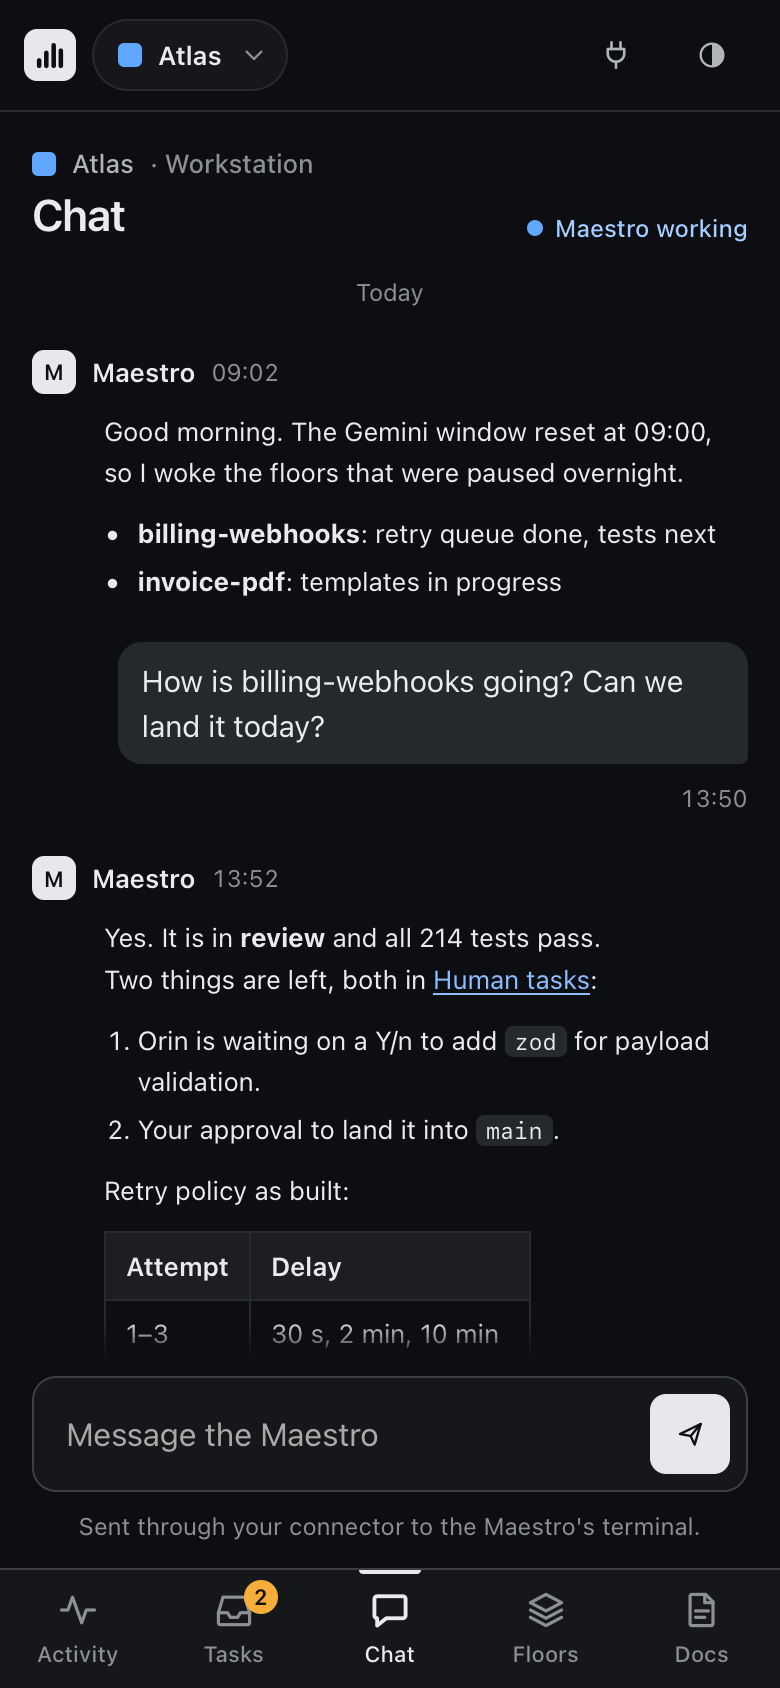 Atlas
Atlas · Workstation
Chat
Maestro working
Today
M Maestro 09:02
Good morning. The Gemini window reset at 09:00,
so I woke the floors that were paused overnight.
• billing-webhooks: retry queue done, tests next
• invoice-pdf: templates in progress
How is billing-webhooks going? Can we
land it today?
13:50
M Maestro 13:52
Yes. It is in review and all 214 tests pass.
Two things are left, both in Human tasks:
1. Orin is waiting on a Y/n to add zod for payload
validation.
2. Your approval to land it into main.
Retry policy as built:
Attempt Delay
1–3 30 s, 2 min, 10 min
Message the Maestro
Sent through your connector to the Maestro's terminal.
2
Activity Tasks Chat Floors Docs